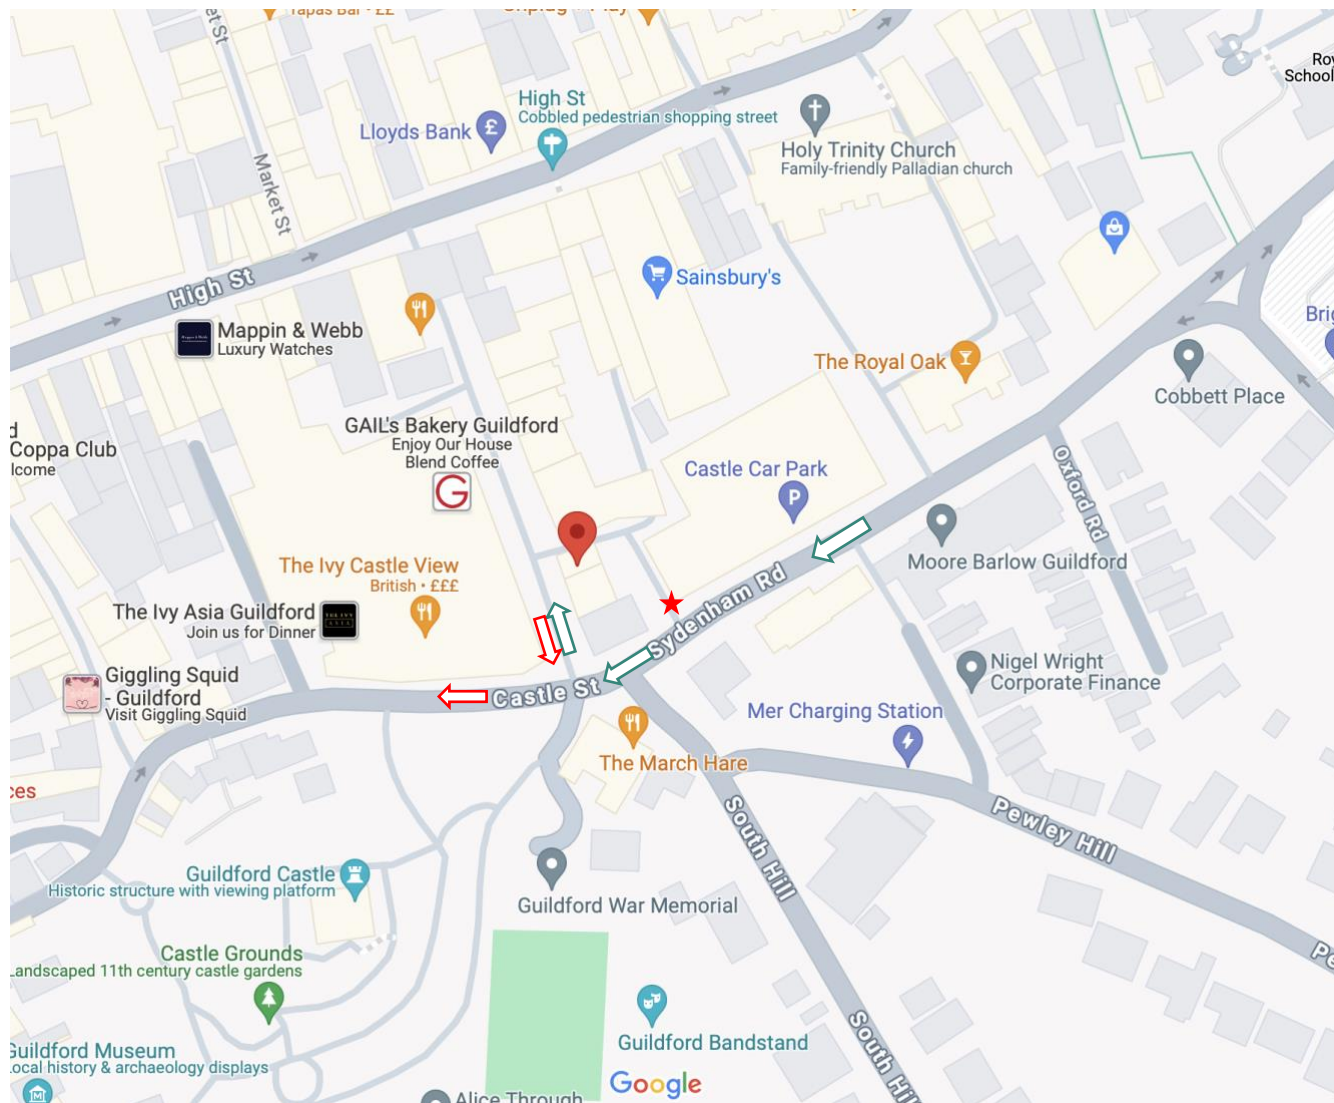 Tapas Bar • ££
High St
Cobbled pedestrian shopping street
Lloyds Bank
£
Holy Trinity Church
Family-friendly Palladian church
Market St
Sainsbury's
High St
Mappin & Webb
Luxury Watches
The Royal Oak
Cobbett Place
Coppa Club
GAIL's Bakery Guildford
Enjoy Our House
Blend Coffee
G
Castle Car Park
P
Oxford Rd
Moore Barlow Guildford
The Ivy Castle View
British • £££
The Ivy Asia Guildford
Join us for Dinner
Sydenham Rd
Giggling Squid
- Guildford
Visit Giggling Squid
Castle St
Nigel Wright
Corporate Finance
Mer Charging Station
The March Hare
South Hill
Pewley Hill
Guildford Castle
Historic structure with viewing platform
Guildford War Memorial
Castle Grounds
Landscaped 11th century castle gardens
Guildford Bandstand
South Hill
Guildford Museum
Local history & archaeology displays
Google
Alice Through